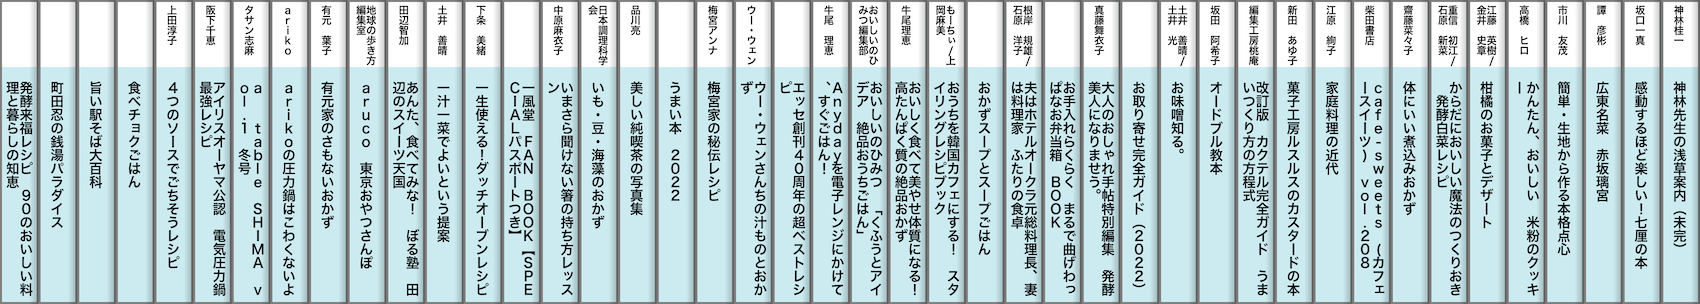 神林桂一
神林先生の浅草案内（未完）
坂口一真
感動するほど楽しい！七厘の本
譚　彦彬
広東名菜　赤坂璃宮
市川　友茂
簡単・生地から作る本格点心
高橋　ヒロ
かんたん、おいしい　米粉のクッキ
ー
江藤　英樹/
金井　史章
柑橘のお菓子とデザート
重信　初江/
石原　新菜
からだにおいしい魔法のつくりおき
　発酵白菜レシピ
齋藤菜々子
体にいい煮込みおかず
柴田書店
ｃａｆｅ-ｓｗｅｅｔｓ（カフェ
ースイーツ）ｖｏｌ.２０８
江原　絢子
家庭料理の近代
新田　あゆ子
菓子工房ルスルスのカスタードの本
編集工房桃庵
改訂版　カクテル完全ガイド　うま
いつくり方の方程式
坂田　阿希子
オードブル教本
土井　善晴/
土井　光
お味噌知る。
お取り寄せ完全ガイド（２０２２）
真藤舞衣子
大人のおしゃれ手帖特別編集　発酵
美人になりませう。
お手入れらくらく　まるで曲げわっ
ぱなお弁当箱　ＢＯＯＫ
根岸　規雄/
石原　洋子
夫はホテルオークラ元総料理長、妻
は料理家　ふたりの食卓
おかずスープとスープごはん
もーちぃ/上
岡麻美
おうちを韓国カフェにする！　スタ
イリングレシピブック
牛尾理恵
おいしく食べて美やせ体質になる！
高たんぱく質の絶品おかず
おいしいのひ
みつ編集部
おいしいのひみつ　「くふうとアイ
デア　絶品おうちごはん」
牛尾　理恵
Ａｎｙｄａｙを電子レンジにかけて
、すぐごはん！
エッセ創刊４０周年の超ベストレシ
ピ
ウー・ウェン
ウー・ウェンさんちの汁ものとおか
ず
梅宮アンナ
梅宮家の秘伝レシピ
うまい本　２０２２
品川亮
美しい純喫茶の写真集
日本調理科学
会
いも・豆・海藻のおかず
中原麻衣子
いまさら聞けない箸の持ち方レッス
ン
一風堂　ＦＡＮ　ＢＯＯＫ【ＳＰＥ
ＣＩＡＬパスポートつき】
下条　美緒
一生使える！ダッチオーブンレシピ
土井　善晴
一汁一菜でよいという提案
田辺智加
あんた、食べてみな！　ぼる塾　田
辺のスイーツ天国
地球の歩き方
編集室
ａｒｕｃｏ　東京おやつさんぽ
有元　葉子
有元家のさもないおかず
ａｒｉｋｏ
ａｒｉｋｏの圧力鍋はこわくないよ
タサン志麻
ａ　ｔａｂｌｅ　ＳＨＩＭＡ　ｖ
ｏｌ.１　冬号
阪下千恵
アイリスオーヤマ公認　電気圧力鍋
最強レシピ
上田淳子
４つのソースでごちそうレシピ
食べチョクごはん
旨い駅そば大百科
町田忍の銭湯パラダイス
発酵来福レシピ　９０のおいしい料
理と暮らしの知恵